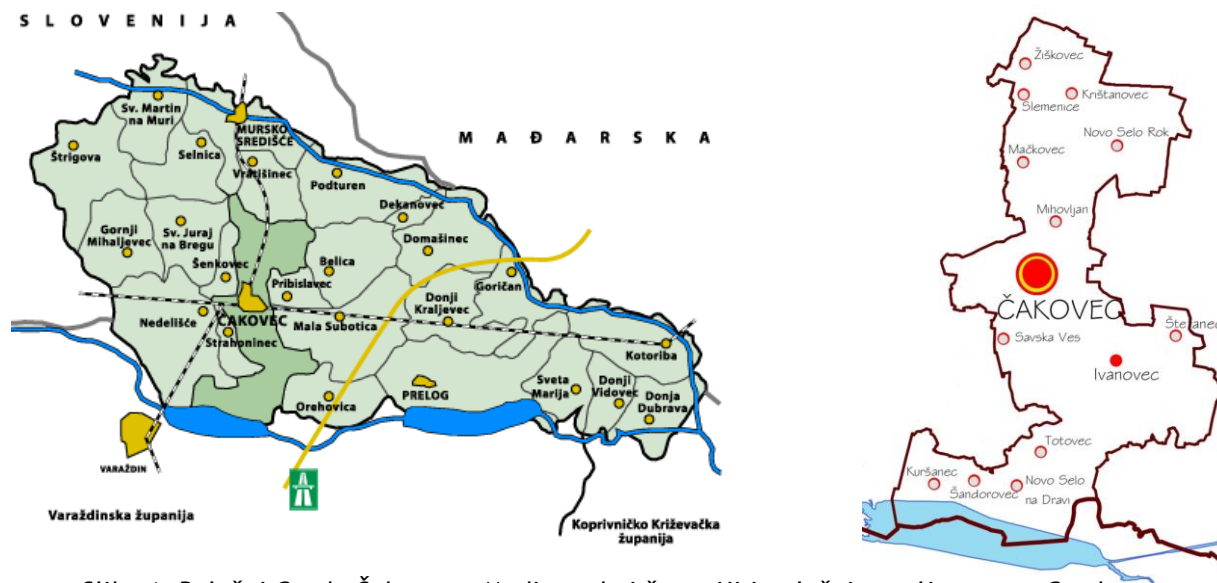 SLOVENIJA
MAĐARSKA
Sv. Martin
na Muri
MURSKO
SREDIŠĆE
Štrigova
Selnica
Vratišinec
Podturen
Dekanovec
Gornji
Mihaljevec
Sv. Juraj
na Bregu
Domašinec
Šenkovec
Belica
Pribislavec
Goričan
Donji
Kraljevec
Nedelišće
ČAKOVEC
Mala Subotica
Strahoninec
Kotoriba
Orehovica
PRELOG
Sveta
Marija
Donji
Vidovec
Donja
Dubrava
VARAŽDIN
Varaždinska županija
Koprivničko Križevačka
županija
Žiškovec
Slemenice
Krištanovec
Novo Selo Rok
Mačkovec
Mihovljan
ČAKOVEC
Savska Ves
Štefanec
Ivanovec
Totovec
Kuršanec
Šandorovec
Novo Selo
na Dravi